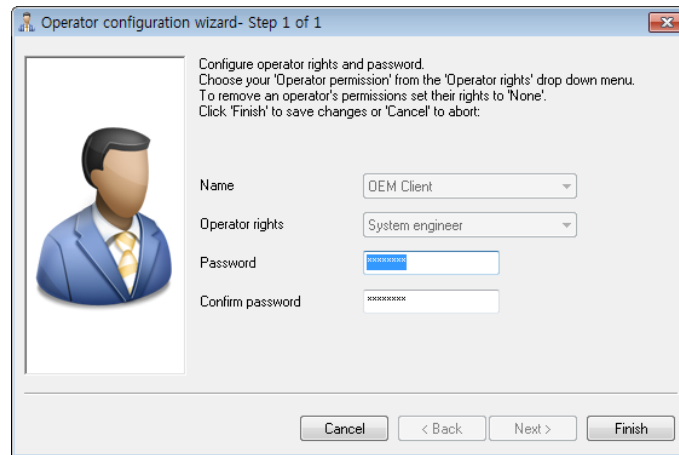 Operator configuration wizard- Step 1 of 1
Configure operator rights and password.
Choose your 'Operator permission' from the 'Operator rights' drop down menu.
To remove an operator's permissions set their rights to 'None'.
Click 'Finish' to save changes or 'Cancel' to abort:
Name
OEM Client
Operator rights
System engineer
Password
********
Confirm password
********
Cancel
< Back
Next >
Finish